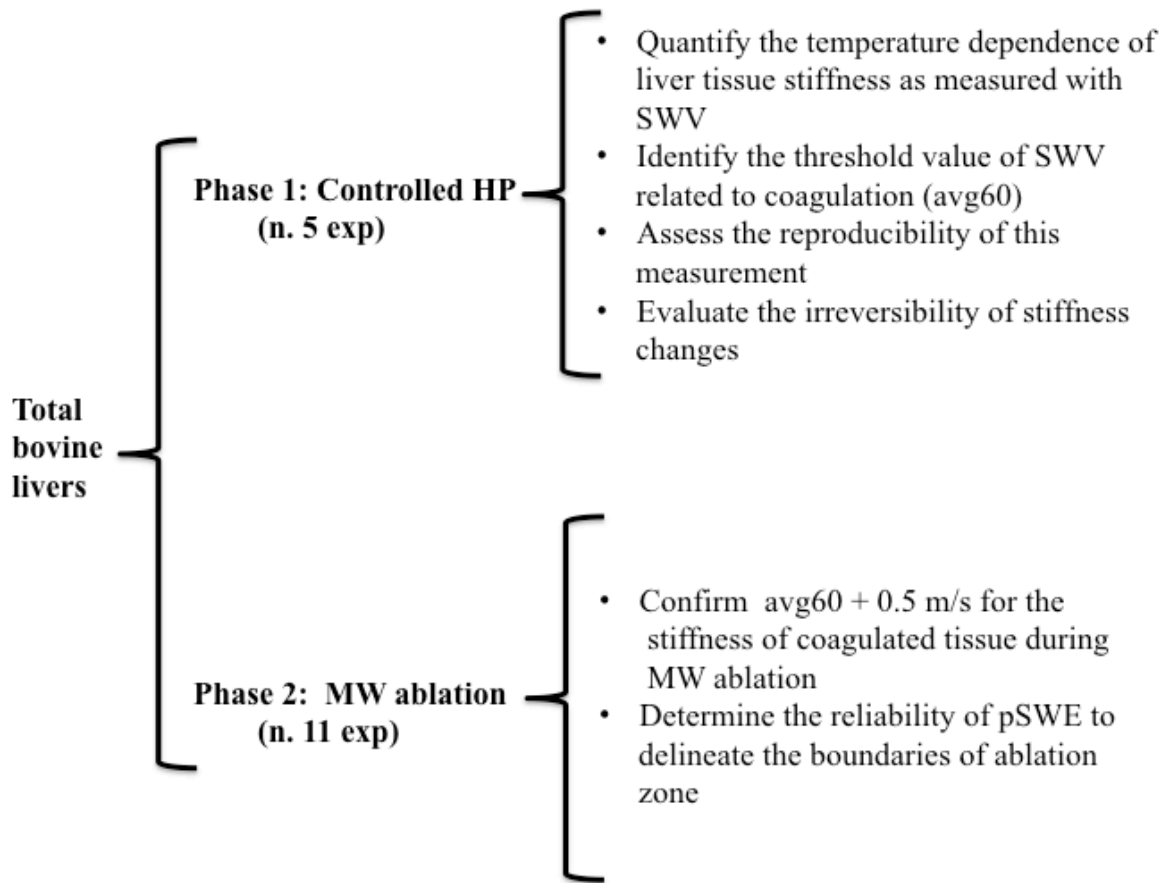 Total
bovine
livers
Phase 1: Controlled HP
(n. 5 exp)
• Quantify the temperature dependence of
liver tissue stiffness as measured with
SWV
• Identify the threshold value of SWV
related to coagulation (avg60)
• Assess the reproducibility of this
measurement
• Evaluate the irreversibility of stiffness
changes
Phase 2: MW ablation
(n. 11 exp)
• Confirm avg60 + 0.5 m/s for the
stiffness of coagulated tissue during
MW ablation
• Determine the reliability of pSWE to
delineate the boundaries of ablation
zone